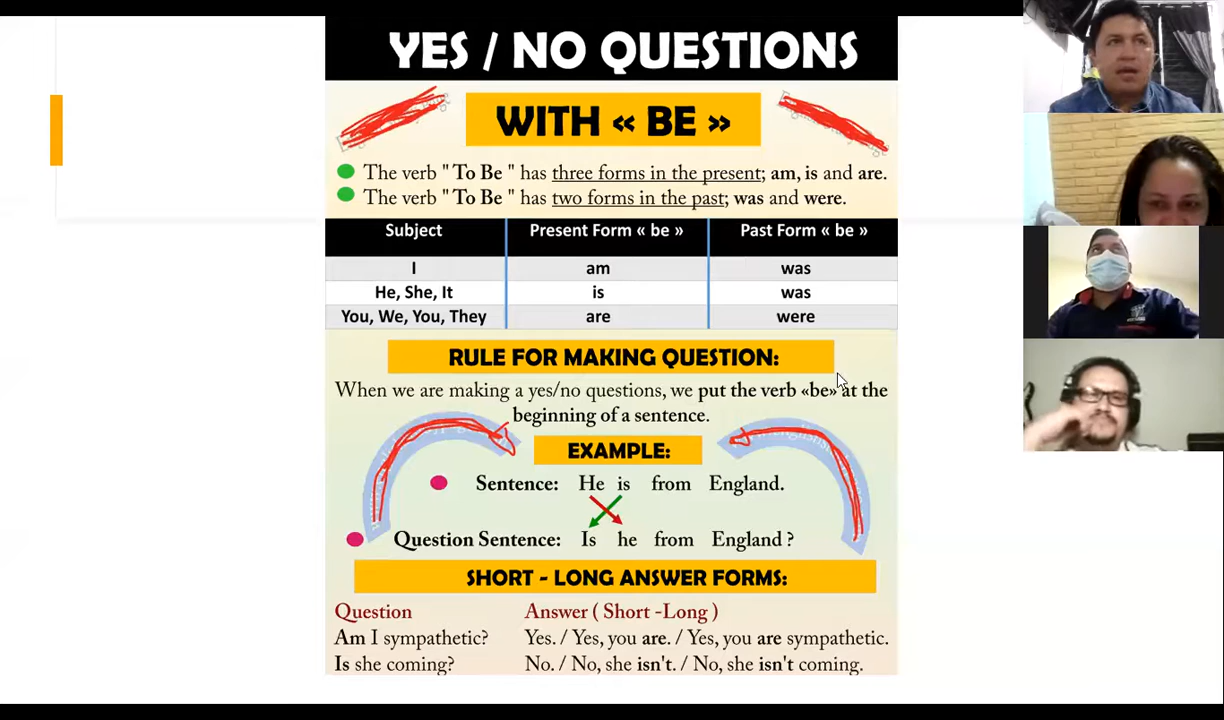 YES / NO QUESTIONS
WITH « BE »
The verb " To Be " has three forms in the present; am, is and are.
The verb " To Be " has two forms in the past; was and were.
Subject Present Form « be » Past Form « be »
I am was
He, She, It is was
You, We, You, They are were
RULE FOR MAKING QUESTION:
When we are making a yes/no questions, we put the verb «be» at the
beginning of a sentence.
EXAMPLE:
Sentence: He is from England.
Question Sentence: Is he from England ?
SHORT - LONG ANSWER FORMS:
Question Answer ( Short -Long )
Am I sympathetic? Yes. / Yes, you are. / Yes, you are sympathetic.
Is she coming? No. / No, she isn't. / No, she isn't coming.